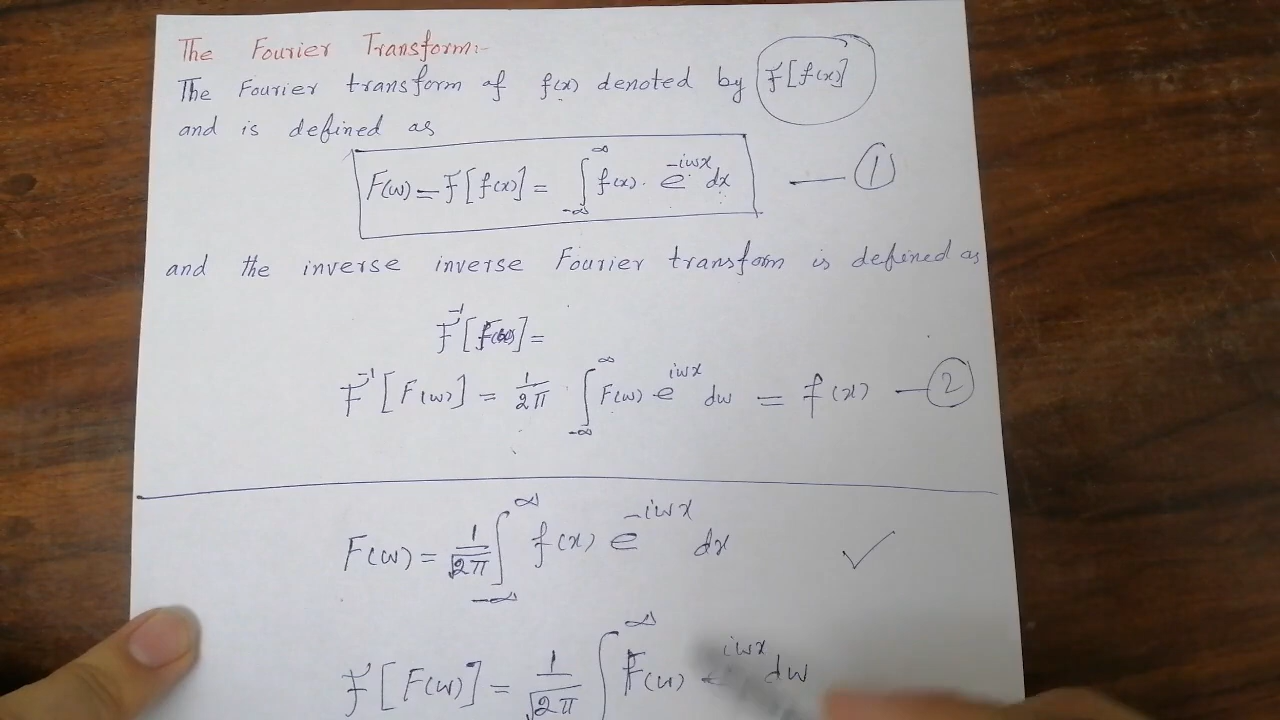 The Fourier Transform:-
The Fourier transform of f(x) denoted by F[f(x)]
and is defined as
F(w) = F[f(x)] = ∫_{-∞}^{∞} f(x). e^{-iwx} dx — ①
and the inverse inverse Fourier transform is defined as
F^{-1}[F(w)] =
F^{-1}[F(w)] = 1/2π ∫_{-∞}^{∞} F(w) e^{iwx} dw = f(x) — ②
F(w) = 1/√2π ∫_{-∞}^{∞} f(x) e^{-iwx} dx ✓
F^{-1}[F(w)] = 1/√2π ∫^{∞} F(w) e^{iwx} dw